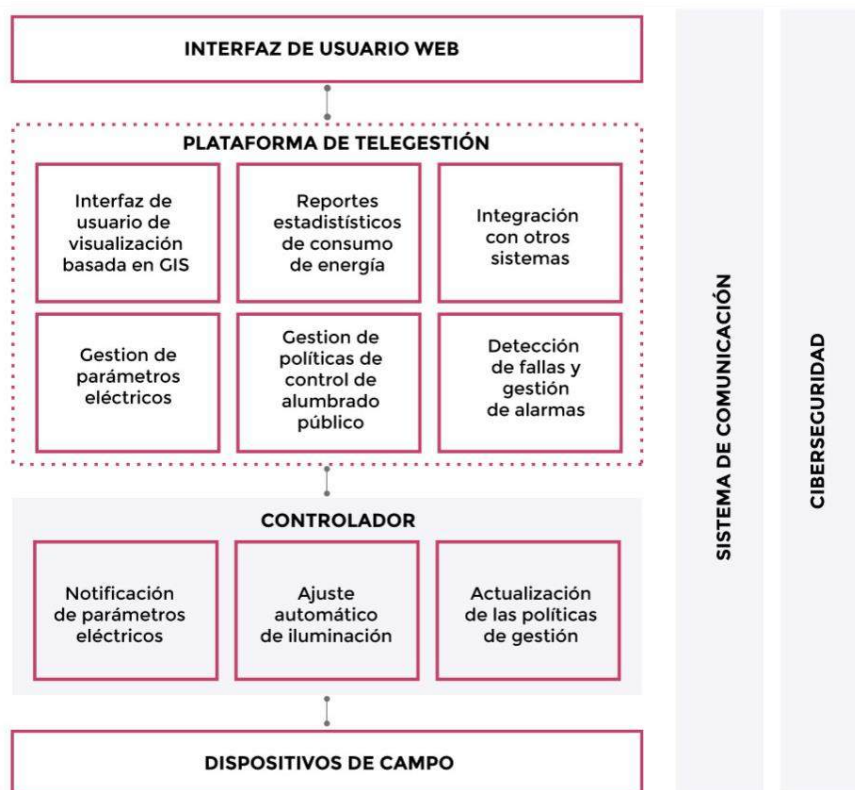 INTERFAZ DE USUARIO WEB
PLATAFORMA DE TELEGESTIÓN
Interfaz de
usuario de
visualización
basada en GIS
Reportes
estadistísticos
de consumo
de energía
Integración
con otros
sistemas
Gestion de
parámetros
eléctricos
Gestion de
políticas de
control de
alumbrado
público
Detección
de fallas y
gestión
de alarmas
CONTROLADOR
Notificación
de parámetros
eléctricos
Ajuste
automático
de iluminación
Actualización
de las políticas
de gestión
DISPOSITIVOS DE CAMPO
SISTEMA DE COMUNICACIÓN
CIBERSEGURIDAD